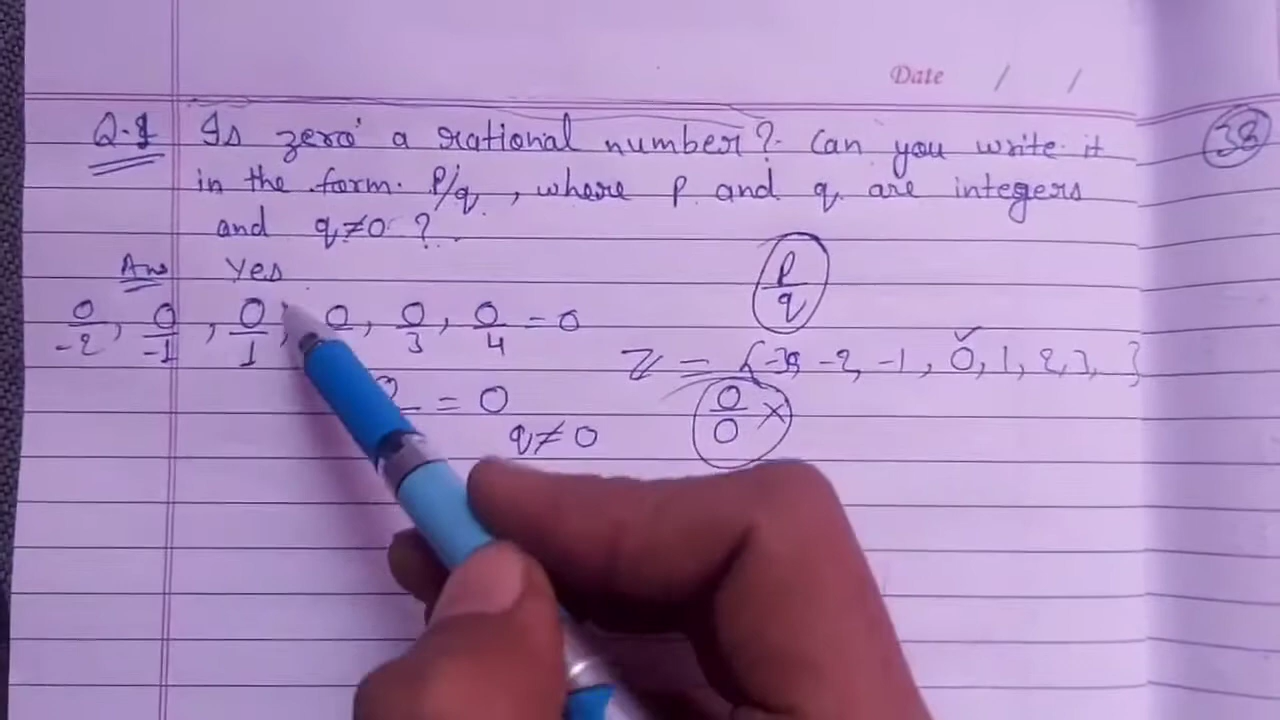 Date / /
38
Q.1 Is zero a rational number? Can you write it
in the form P/q, where p and q are integers
and q≠0 ?
Ans Yes
p/q
0/-2, 0/-1, 0/1, 0, 0/3, 0/4 = 0
Z = {-3, -2, -1, 0, 1, 2, 3, }
= 0
0/0 ×
q≠0